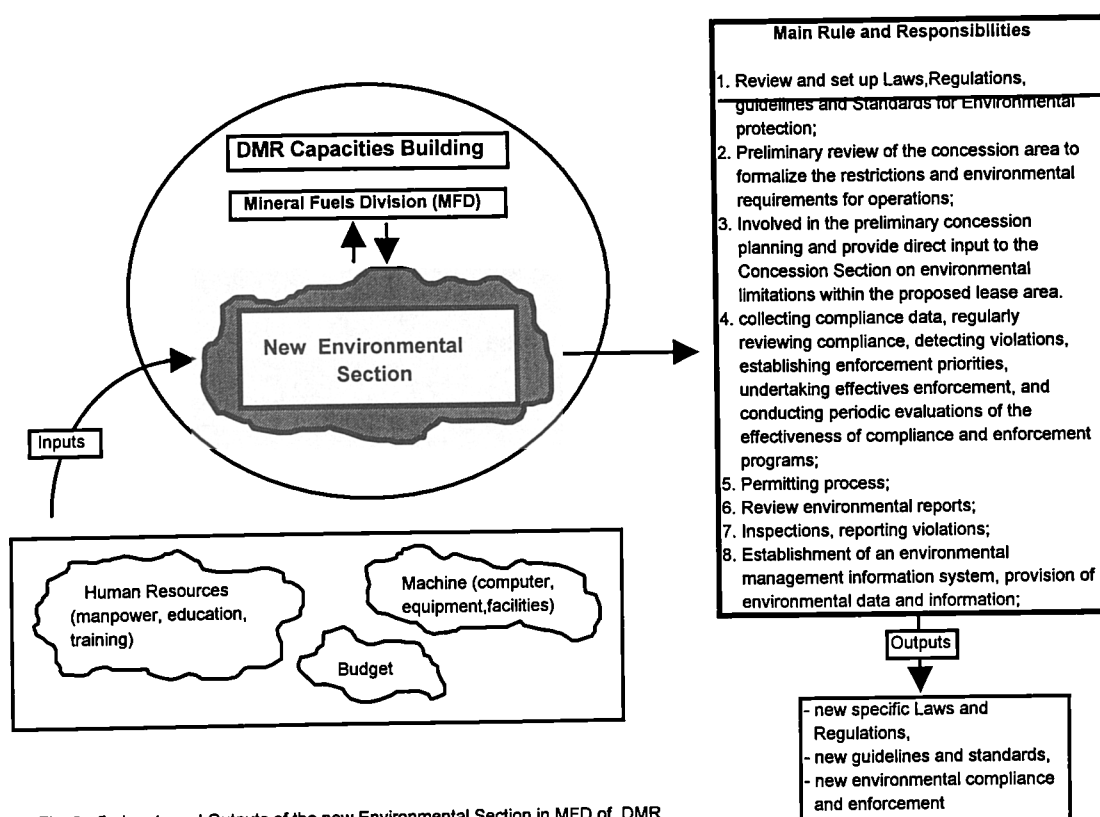 DMR Capacities Building
Mineral Fuels Division (MFD)
New Environmental
Section
Inputs
Human Resources
(manpower, education,
training)
Machine (computer,
equipment,facilities)
Budget
Main Rule and Responsibilities
1. Review and set up Laws,Regulations,
guidelines and Standards for Environmental
protection;
2. Preliminary review of the concession area to
formalize the restrictions and environmental
requirements for operations;
3. Involved in the preliminary concession
planning and provide direct input to the
Concession Section on environmental
limitations within the proposed lease area.
4. collecting compliance data, regularly
reviewing compliance, detecting violations,
establishing enforcement priorities,
undertaking effectives enforcement, and
conducting periodic evaluations of the
effectiveness of compliance and enforcement
programs;
5. Permitting process;
6. Review environmental reports;
7. Inspections, reporting violations;
8. Establishment of an environmental
management information system, provision of
environmental data and information;
Outputs
- new specific Laws and
Regulations,
- new guidelines and standards,
- new environmental compliance
and enforcement
and Outputs of the new Environmental Section in MFD of DMR